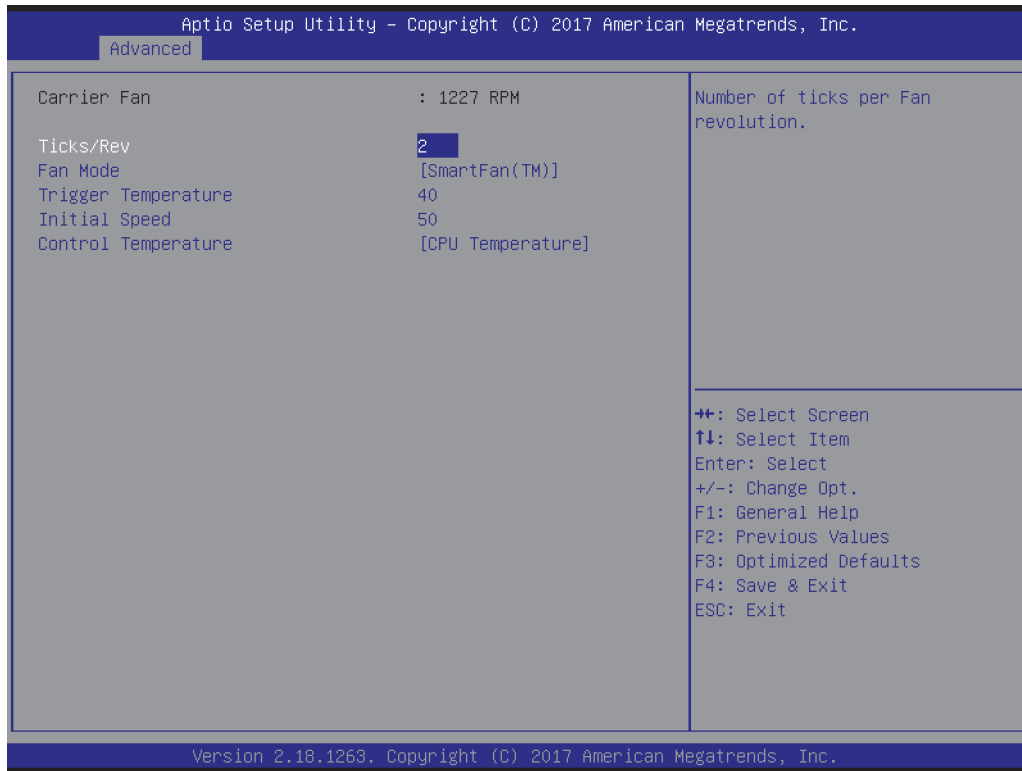 Aptio Setup Utility – Copyright (C) 2017 American Megatrends, Inc.
Advanced
Carrier Fan : 1227 RPM
Ticks/Rev 2
Fan Mode [SmartFan(TM)]
Trigger Temperature 40
Initial Speed 50
Control Temperature [CPU Temperature]
Number of ticks per Fan
revolution.
→←: Select Screen
↑↓: Select Item
Enter: Select
+/-: Change Opt.
F1: General Help
F2: Previous Values
F3: Optimized Defaults
F4: Save & Exit
ESC: Exit
Version 2.18.1263. Copyright (C) 2017 American Megatrends, Inc.